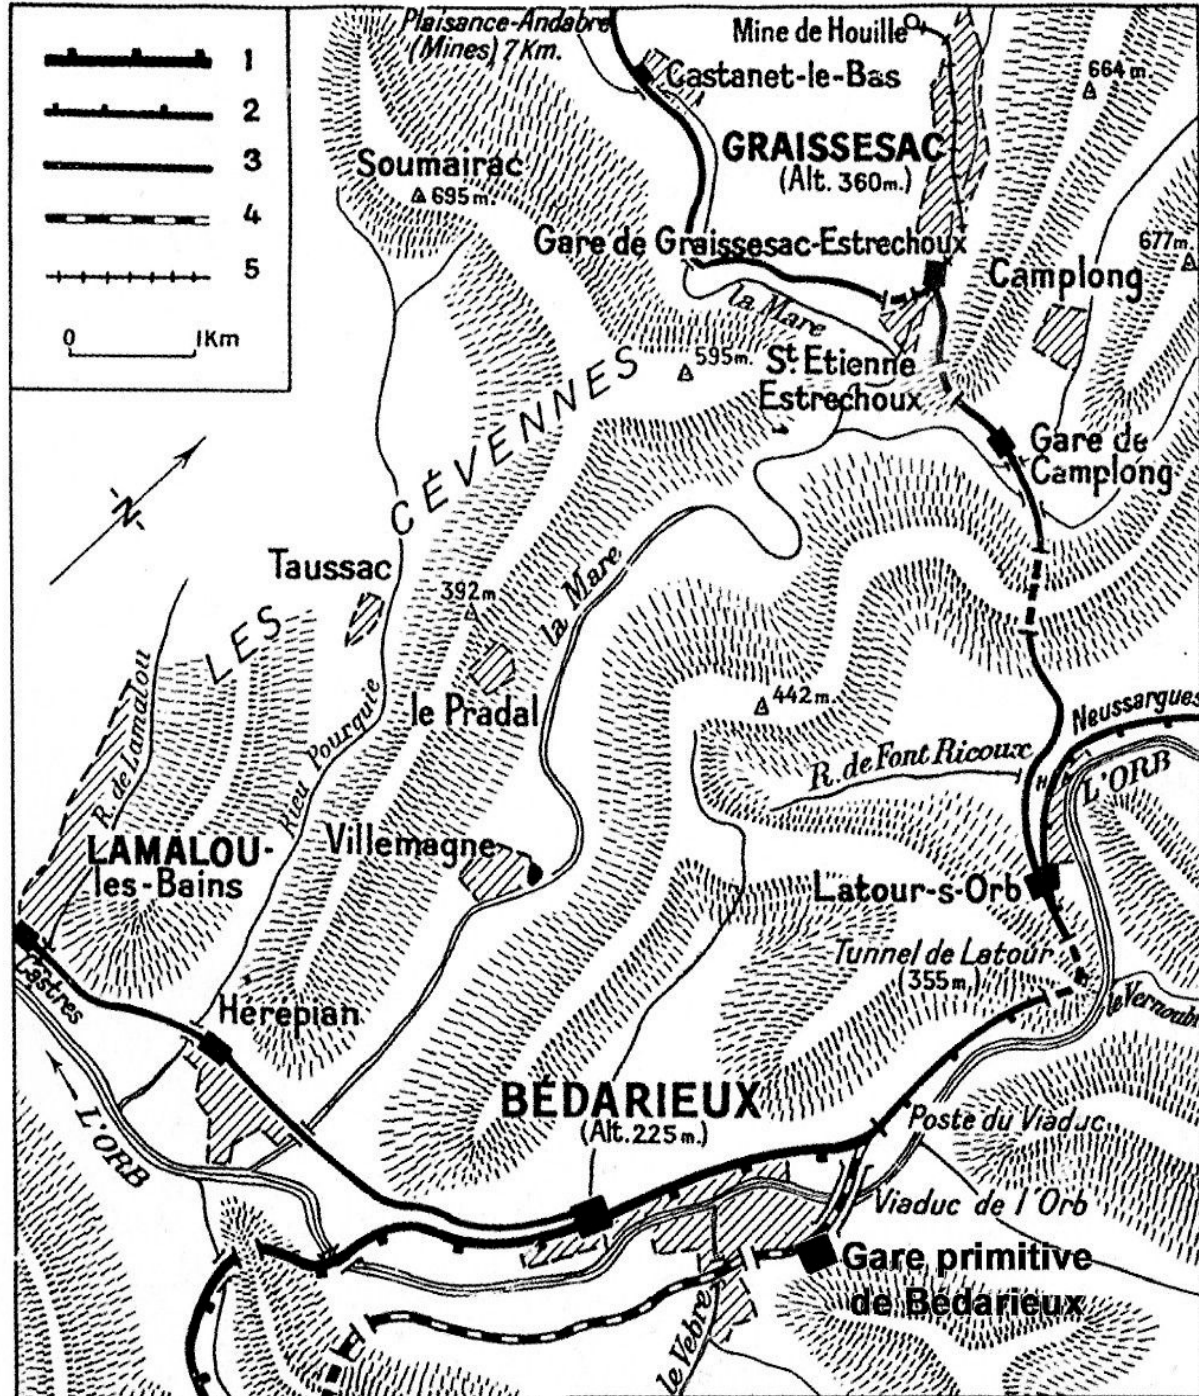 1
2
3
4
5
0 1Km
N
Plaisance-Andabre
(Mines) 7 Km.
Mine de Houille
Castanet-le-Bas
664 m.
GRAISSESAC
(Alt. 360m.)
Soumairac
695 m.
Gare de Graissesac-Estrechoux
677m.
Camplong
la Mare
595m.
St Etienne
Estrechoux
Gare de
Camplong
LES CÉVENNES
Taussac
392m
la Mare
le Pradal
R. de Lamalou
Rieu Pourquie
442m.
Neussargues
R. de Font Ricoux
L'ORB
Villemagne
LAMALOU-
les-Bains
Latour-s-Orb
Tunnel de Latour
(355m.)
le Vernoubre
Castres
Hérépian
BÉDARIEUX
(Alt. 225 m.)
Poste du Viaduc
L'ORB
Viaduc de l'Orb
Gare primitive
de Bédarieux
le Vèbre